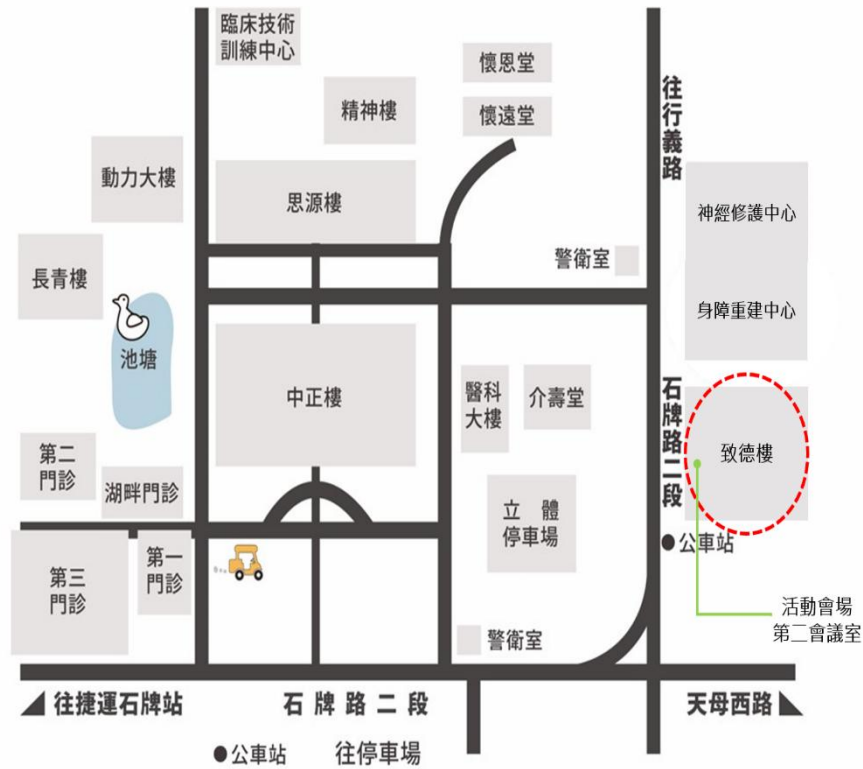 臨床技術
訓練中心
懷恩堂
精神樓
懷遠堂
往行義路
動力大樓
思源樓
神經修護中心
長青樓
警衛室
身障重建中心
池塘
中正樓
醫科
大樓
介壽堂
石牌路二段
致德樓
第二
門診
湖畔門診
立體
停車場
公車站
第三
門診
第一
門診
活動會場
第二會議室
警衛室
往捷運石牌站
石牌路二段
天母西路
公車站
往停車場